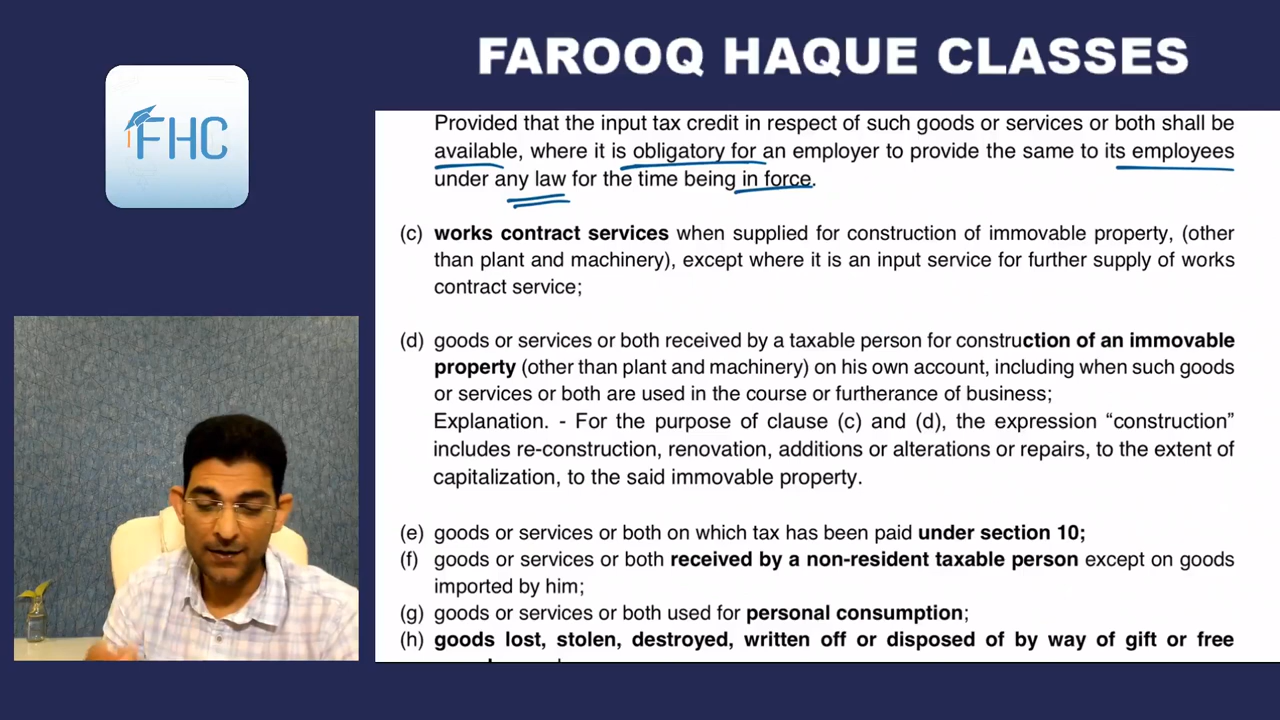 FAROOQ HAQUE CLASSES
FHC
Provided that the input tax credit in respect of such goods or services or both shall be
available, where it is obligatory for an employer to provide the same to its employees
under any law for the time being in force.
(c) works contract services when supplied for construction of immovable property, (other
than plant and machinery), except where it is an input service for further supply of works
contract service;
(d) goods or services or both received by a taxable person for construction of an immovable
property (other than plant and machinery) on his own account, including when such goods
or services or both are used in the course or furtherance of business;
Explanation. - For the purpose of clause (c) and (d), the expression “construction”
includes re-construction, renovation, additions or alterations or repairs, to the extent of
capitalization, to the said immovable property.
(e) goods or services or both on which tax has been paid under section 10;
(f) goods or services or both received by a non-resident taxable person except on goods
imported by him;
(g) goods or services or both used for personal consumption;
(h) goods lost, stolen, destroyed, written off or disposed of by way of gift or free